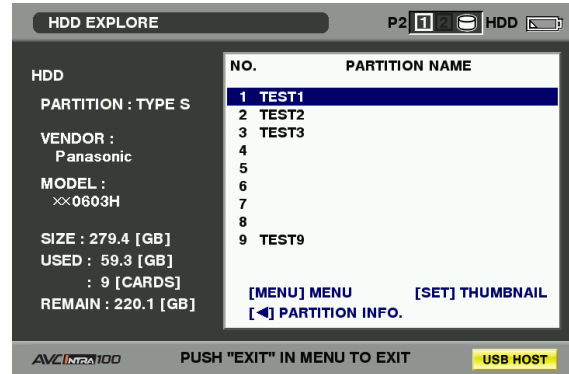 HDD EXPLORE
P2 1 2 HDD
HDD
PARTITION : TYPE S
VENDOR :
Panasonic
MODEL :
××0603H
SIZE : 279.4 [GB]
USED : 59.3 [GB]
: 9 [CARDS]
REMAIN : 220.1 [GB]
NO. PARTITION NAME
1 TEST1
2 TEST2
3 TEST3
4
5
6
7
8
9 TEST9
[MENU] MENU [SET] THUMBNAIL
[◀] PARTITION INFO.
AVC INTRA 100 PUSH "EXIT" IN MENU TO EXIT USB HOST